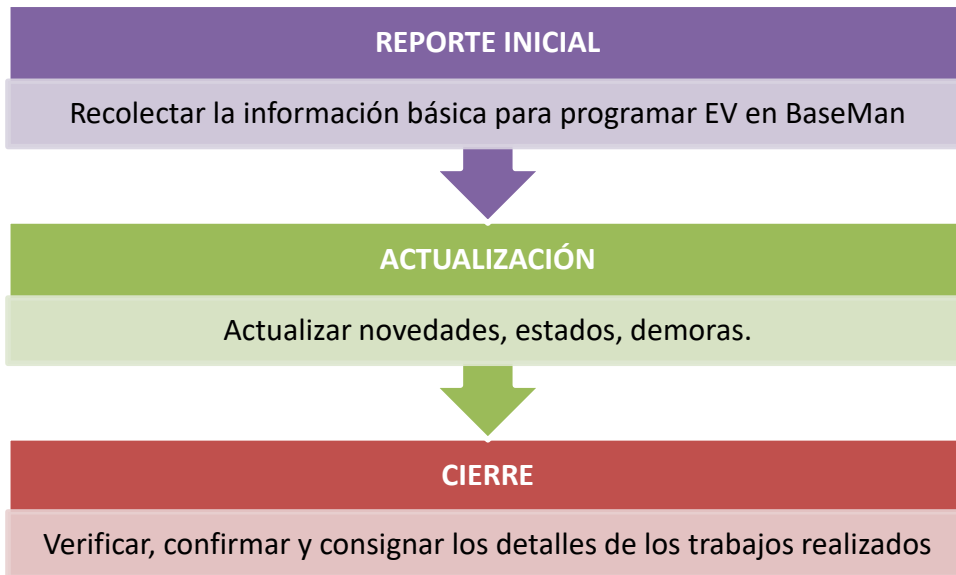 REPORTE INICIAL
Recolectar la información básica para programar EV en BaseMan
ACTUALIZACIÓN
Actualizar novedades, estados, demoras.
CIERRE
Verificar, confirmar y consignar los detalles de los trabajos realizados